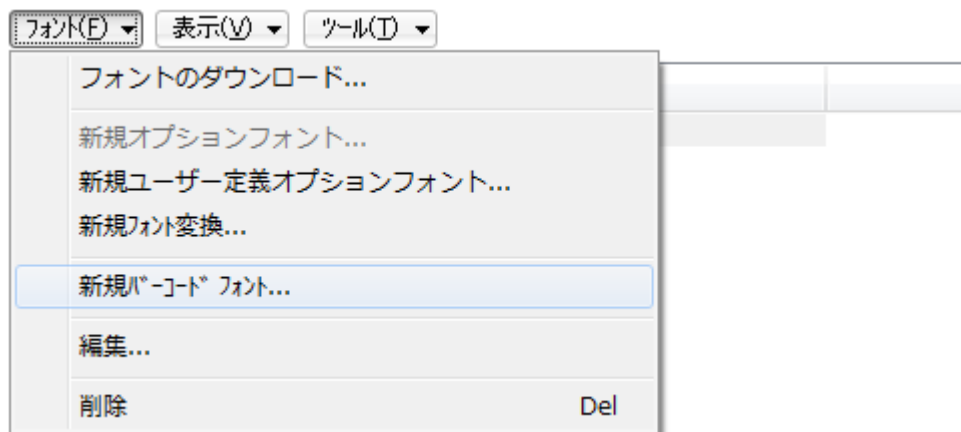 ﾌｫﾝﾄ(F) 表示(V) ﾂｰﾙ(T)
フォントのダウンロード...
新規オプションフォント...
新規ユーザー定義オプションフォント...
新規ﾌｫﾝﾄ変換...
新規ﾊﾞｰｺｰﾄﾞ ﾌｫﾝﾄ...
編集...
削除 Del